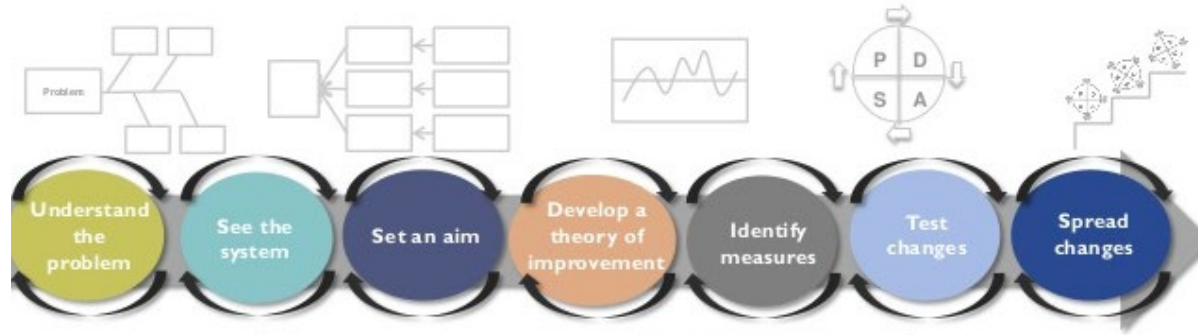 Problem
P D
S A
Understand
the
problem
See the
system
Set an aim
Develop a
theory of
improvement
Identify
measures
Test
changes
Spread
changes